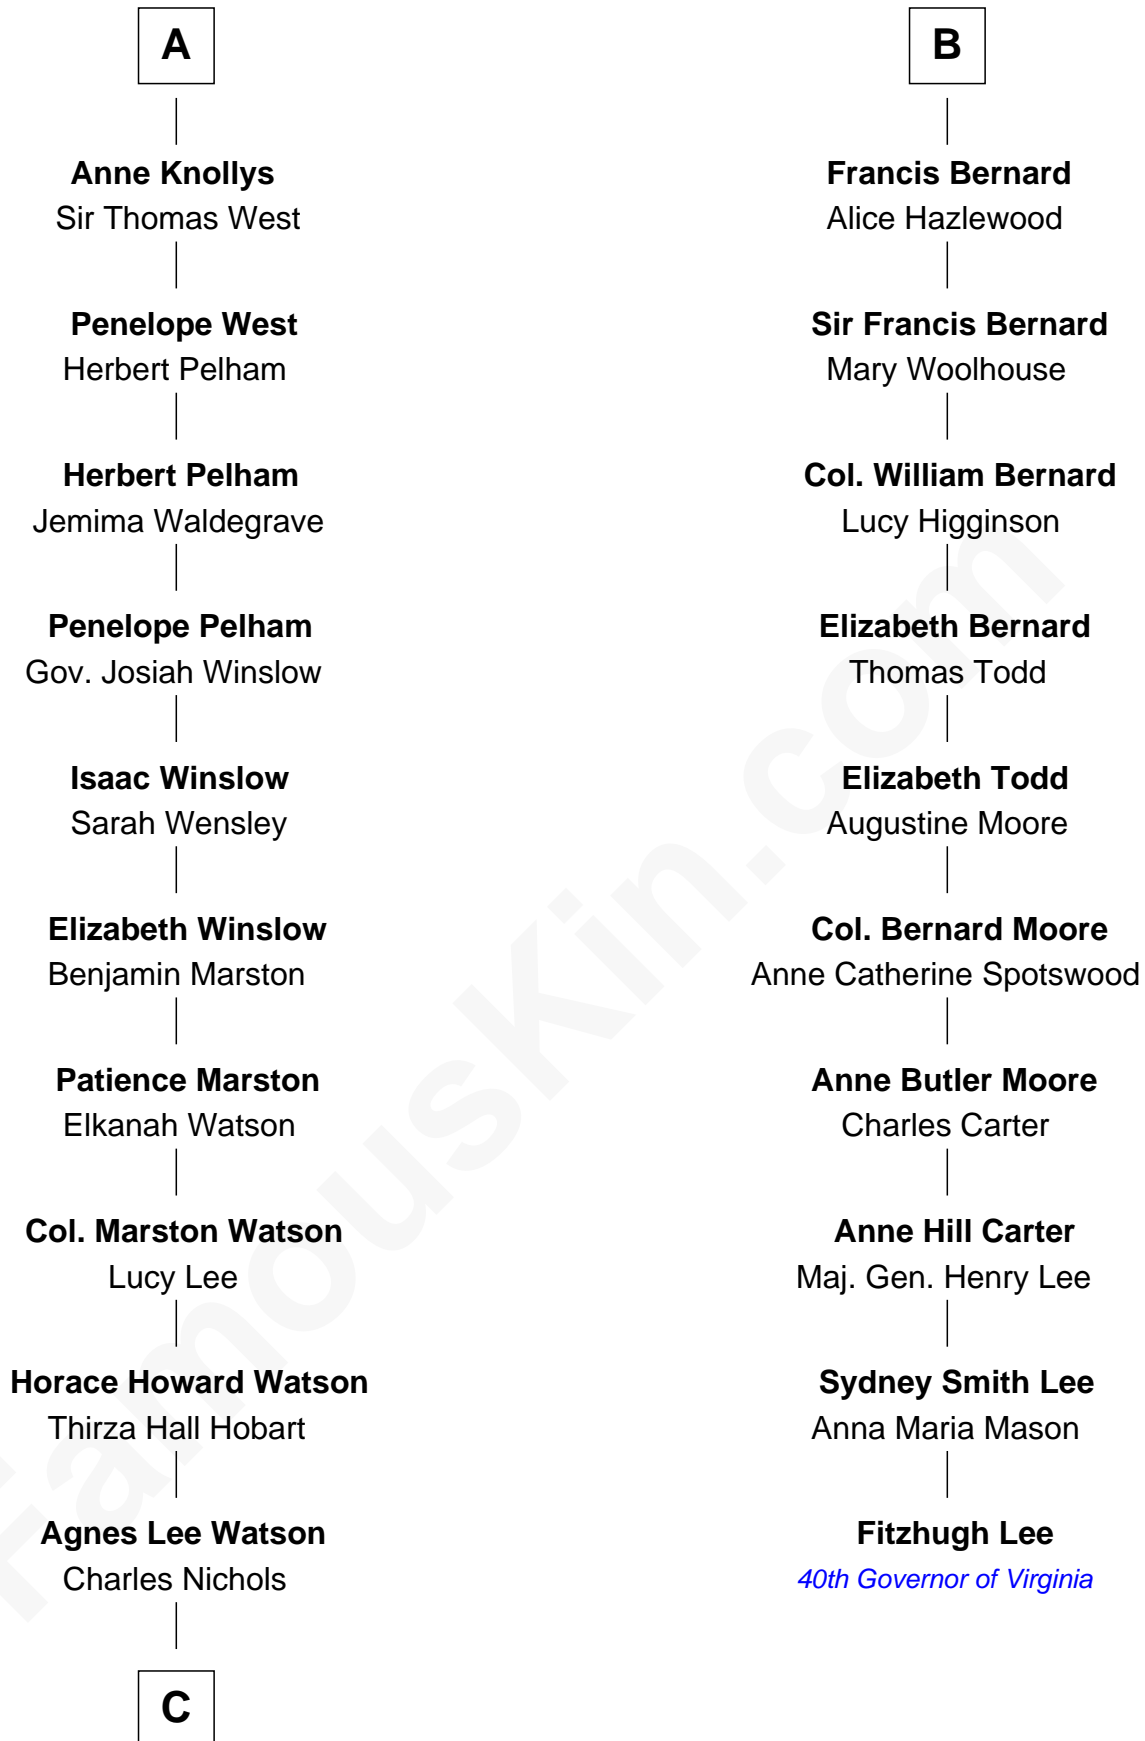 A
Anne Knollys
Sir Thomas West
Penelope West
Herbert Pelham
Herbert Pelham
Jemima Waldegrave
Penelope Pelham
Gov. Josiah Winslow
Isaac Winslow
Sarah Wensley
Elizabeth Winslow
Benjamin Marston
Patience Marston
Elkanah Watson
Col. Marston Watson
Lucy Lee
Horace Howard Watson
Thirza Hall Hobart
Agnes Lee Watson
Charles Nichols
C
B
Francis Bernard
Alice Hazlewood
Sir Francis Bernard
Mary Woolhouse
Col. William Bernard
Lucy Higginson
Elizabeth Bernard
Thomas Todd
Elizabeth Todd
Augustine Moore
Col. Bernard Moore
Anne Catherine Spotswood
Anne Butler Moore
Charles Carter
Anne Hill Carter
Maj. Gen. Henry Lee
Sydney Smith Lee
Anna Maria Mason
Fitzhugh Lee
40th Governor of Virginia
FamousKin.com